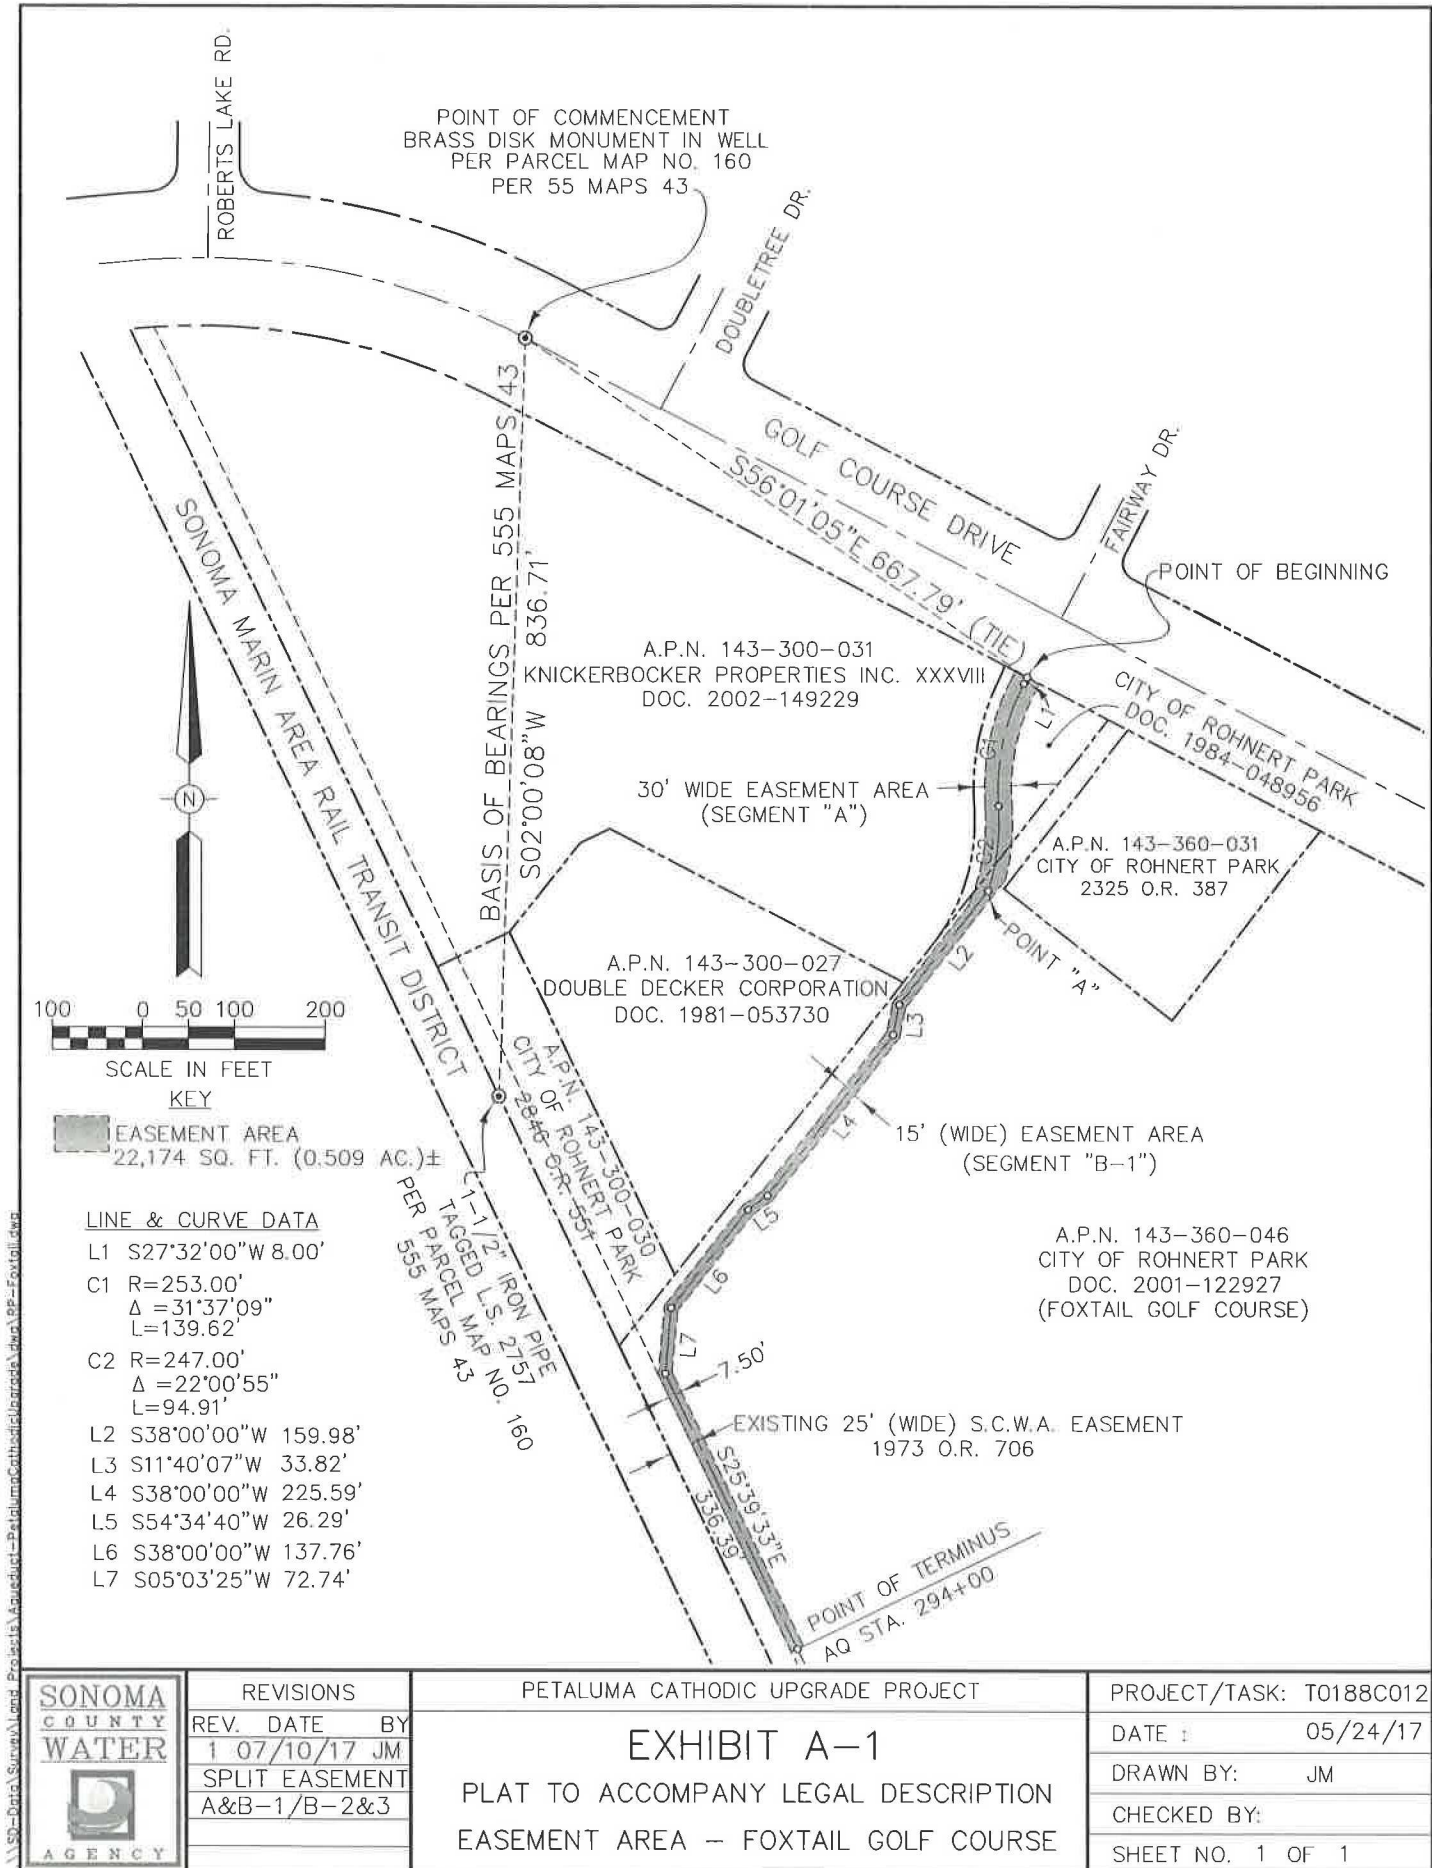 ROBERTS LAKE RD.
POINT OF COMMENCEMENT
BRASS DISK MONUMENT IN WELL
PER PARCEL MAP NO. 160
PER 55 MAPS 43
DOUBLETREE DR.
GOLF COURSE DRIVE
S56°01'05"E 667.79' (TIE)
FAIRWAY DR.
POINT OF BEGINNING
BASIS OF BEARINGS PER 555 MAPS 43
S02°00'08"W 836.71'
SONOMA MARIN AREA RAIL TRANSIT DISTRICT
A.P.N. 143-300-031
KNICKERBOCKER PROPERTIES INC. XXXVIII
DOC. 2002-149229
L1
CITY OF ROHNERT PARK
DOC. 1984-048956
C1
30' WIDE EASEMENT AREA
(SEGMENT "A")
C2
A.P.N. 143-360-031
CITY OF ROHNERT PARK
2325 O.R. 387
POINT "A"
L2
N
A.P.N. 143-300-027
DOUBLE DECKER CORPORATION
DOC. 1981-053730
L3
100 0 50 100 200
SCALE IN FEET
KEY
EASEMENT AREA
22,174 SQ. FT. (0.509 AC.)±
A.P.N. 143-300-030
CITY OF ROHNERT PARK
2846 O.R. 551
L4
15' (WIDE) EASEMENT AREA
(SEGMENT "B-1")
L5
1-1/2" IRON PIPE
TAGGED L.S. 2757
PER PARCEL MAP NO. 160
555 MAPS 43
L6
A.P.N. 143-360-046
CITY OF ROHNERT PARK
DOC. 2001-122927
(FOXTAIL GOLF COURSE)
L7
7.50'
EXISTING 25' (WIDE) S.C.W.A. EASEMENT
1973 O.R. 706
S25°39'33"E
336.39'
POINT OF TERMINUS
AQ STA. 294+00
LINE & CURVE DATA
L1 S27°32'00"W 8.00'
C1 R=253.00'
Δ =31°37'09"
L=139.62'
C2 R=247.00'
Δ =22°00'55"
L=94.91'
L2 S38°00'00"W 159.98'
L3 S11°40'07"W 33.82'
L4 S38°00'00"W 225.59'
L5 S54°34'40"W 26.29'
L6 S38°00'00"W 137.76'
L7 S05°03'25"W 72.74'
\\SD-Data\Survey\Land Projects\Aqueduct-PetalumaCathodicUpgrade\dwg\RP-Foxtail.dwg
SONOMA
COUNTY
WATER
AGENCY
REVISIONS
REV. DATE BY
1 07/10/17 JM
SPLIT EASEMENT
A&B-1/B-2&3
PETALUMA CATHODIC UPGRADE PROJECT
EXHIBIT A-1
PLAT TO ACCOMPANY LEGAL DESCRIPTION
EASEMENT AREA - FOXTAIL GOLF COURSE
PROJECT/TASK: T0188C012
DATE : 05/24/17
DRAWN BY: JM
CHECKED BY:
SHEET NO. 1 OF 1